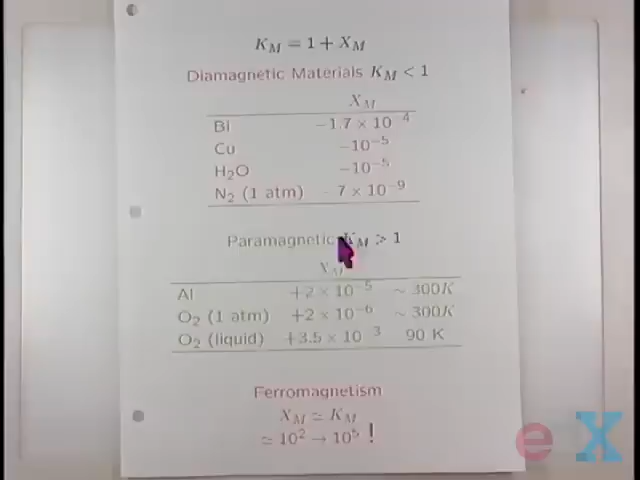 K_M = 1 + X_M
Diamagnetic Materials K_M < 1
X_M
Bi −1.7 × 10⁻⁴
Cu −10⁻⁵
H₂O −10⁻⁵
N₂ (1 atm) −7 × 10⁻⁹
Paramagnetic K_M > 1
X_M
Al +2 × 10⁻⁵ ~ 300K
O₂ (1 atm) +2 × 10⁻⁶ ~ 300K
O₂ (liquid) +3.5 × 10⁻³ 90 K
Ferromagnetism
X_M ≃ K_M
≃ 10² → 10⁵ !
eX